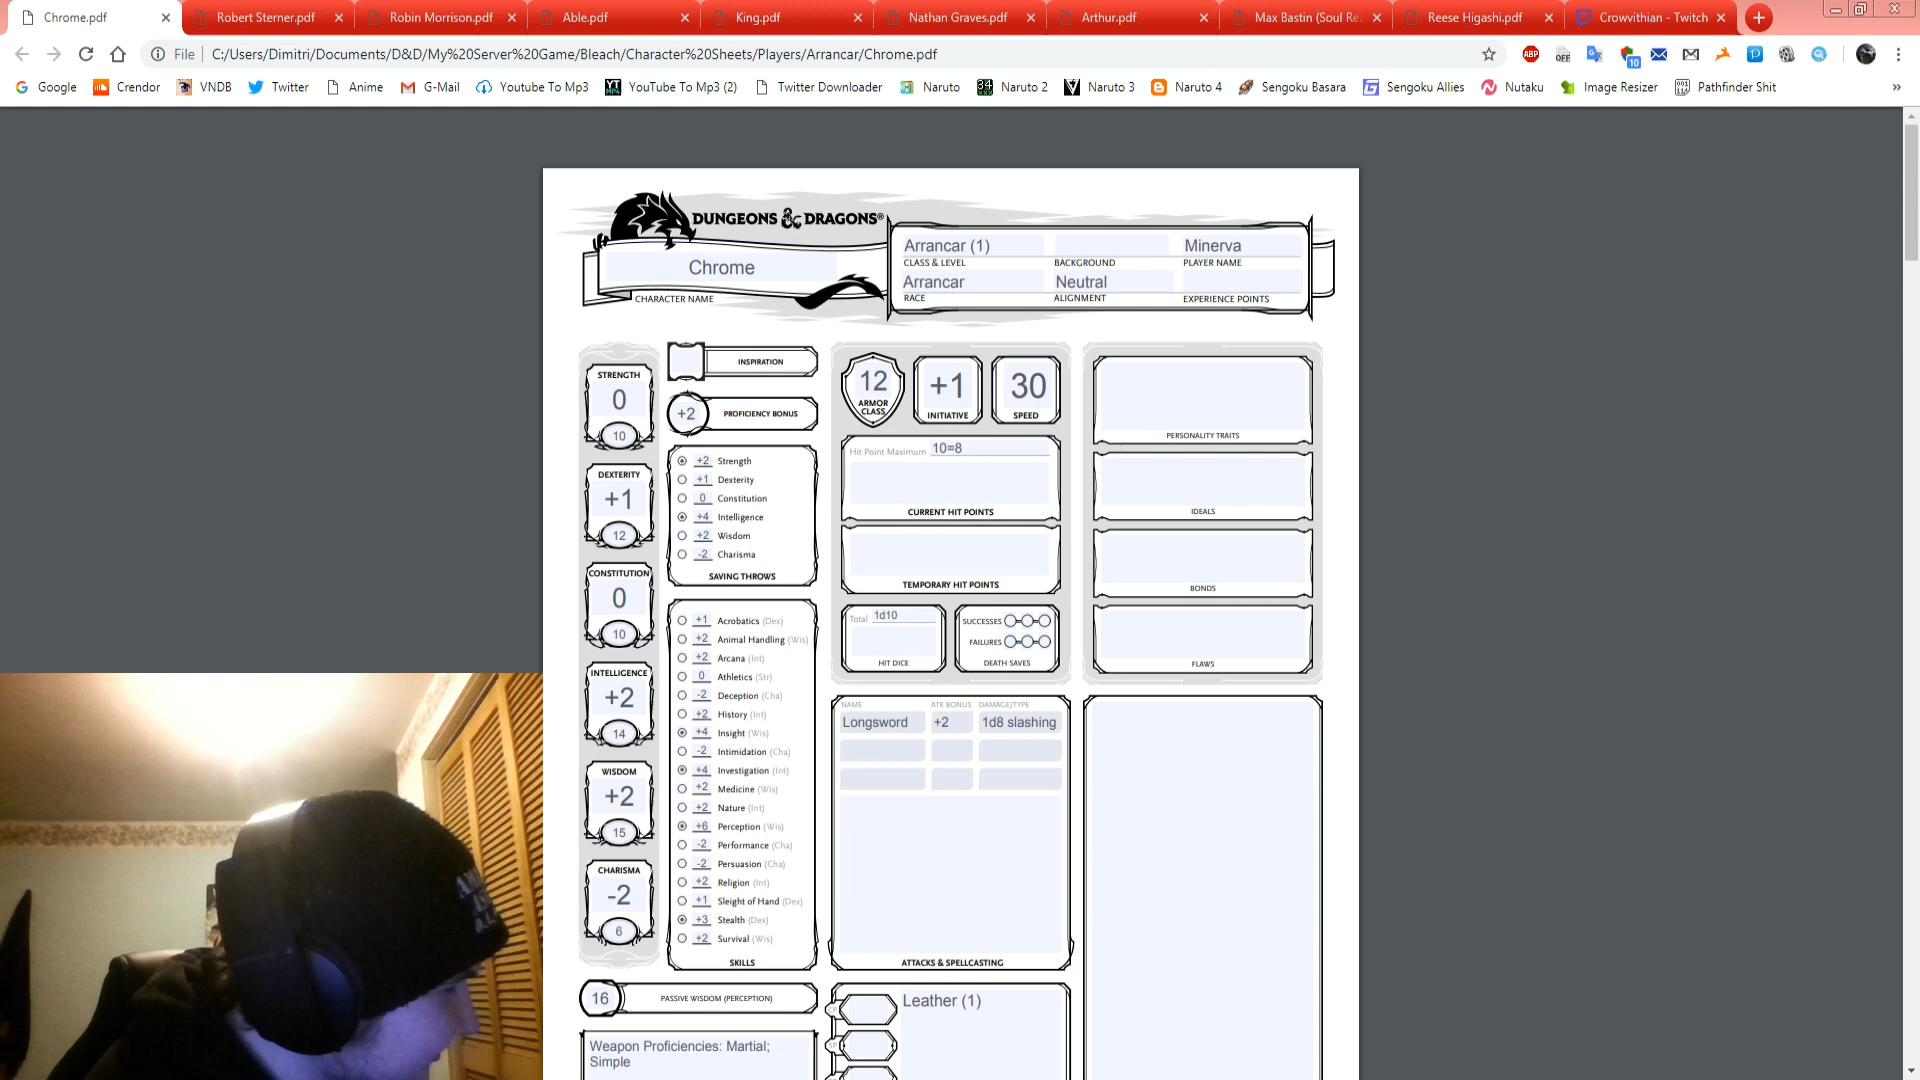 Chrome.pdf
Robert Sterner.pdf
Robin Morrison.pdf
Able.pdf
King.pdf
Nathan Graves.pdf
Arthur.pdf
Max Bastin (Soul Rea
Reese Higashi.pdf
Crowvithian - Twitch
File C:/Users/Dimitri/Documents/D&D/My%20Server%20Game/Bleach/Character%20Sheets/Players/Arrancar/Chrome.pdf
ABP
OFF
10
Google
Crendor
VNDB
Twitter
Anime
G-Mail
Youtube To Mp3
YouTube To Mp3 (2)
Twitter Downloader
Naruto
Naruto 2
Naruto 3
Naruto 4
Sengoku Basara
Sengoku Allies
Nutaku
Image Resizer
Pathfinder Shit
»
DUNGEONS & DRAGONS®
Chrome
CHARACTER NAME
Arrancar (1) Minerva
CLASS & LEVEL BACKGROUND PLAYER NAME
Arrancar Neutral
RACE ALIGNMENT EXPERIENCE POINTS
STRENGTH
0
10
DEXTERITY
+1
12
CONSTITUTION
0
10
INTELLIGENCE
+2
14
WISDOM
+2
15
CHARISMA
-2
6
INSPIRATION
+2 PROFICIENCY BONUS
+2 Strength
+1 Dexterity
0 Constitution
+4 Intelligence
+2 Wisdom
-2 Charisma
SAVING THROWS
+1 Acrobatics (Dex)
+2 Animal Handling (Wis)
+2 Arcana (Int)
0 Athletics (Str)
-2 Deception (Cha)
+2 History (Int)
+4 Insight (Wis)
-2 Intimidation (Cha)
+4 Investigation (Int)
+2 Medicine (Wis)
+2 Nature (Int)
+6 Perception (Wis)
-2 Performance (Cha)
-2 Persuasion (Cha)
+2 Religion (Int)
+1 Sleight of Hand (Dex)
+3 Stealth (Dex)
+2 Survival (Wis)
SKILLS
16 PASSIVE WISDOM (PERCEPTION)
Weapon Proficiencies: Martial;
Simple
12
ARMOR
CLASS
+1
INITIATIVE
30
SPEED
Hit Point Maximum 10=8
CURRENT HIT POINTS
TEMPORARY HIT POINTS
Total 1d10
HIT DICE
SUCCESSES
FAILURES
DEATH SAVES
NAME ATK BONUS DAMAGE/TYPE
Longsword +2 1d8 slashing
ATTACKS & SPELLCASTING
CP
SP
Leather (1)
PERSONALITY TRAITS
IDEALS
BONDS
FLAWS